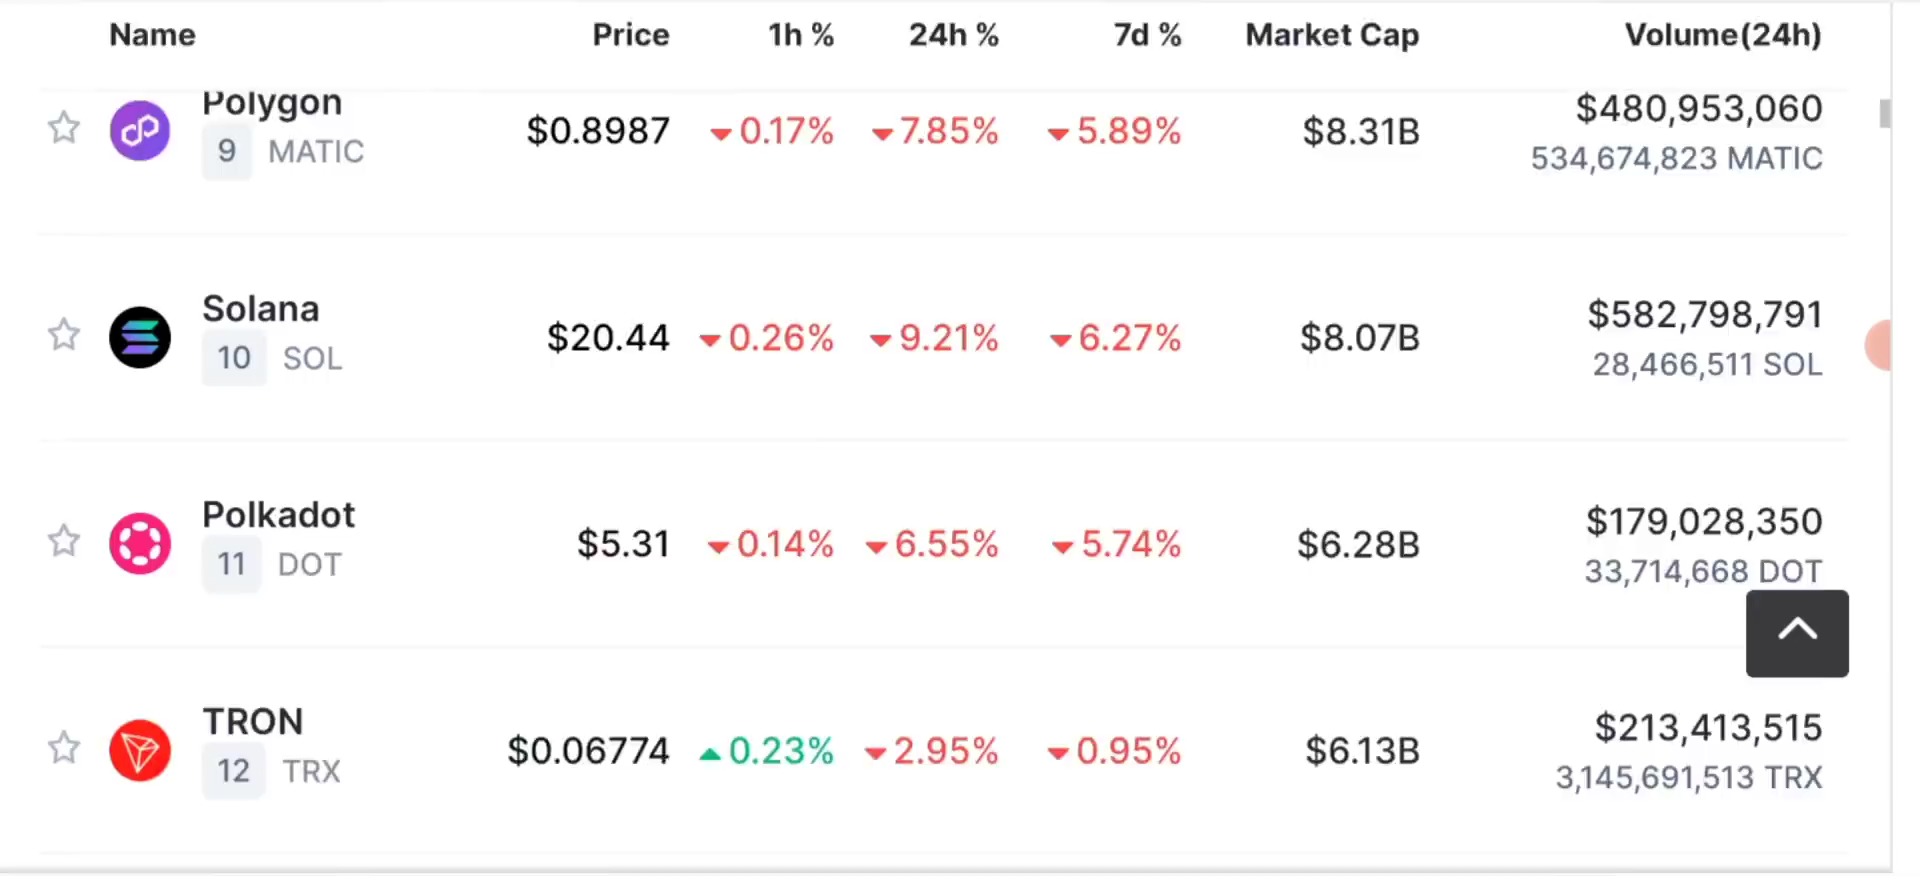 Name Price 1h % 24h % 7d % Market Cap Volume(24h)
Polygon
9 MATIC
$0.8987 0.17% 7.85% 5.89% $8.31B
$480,953,060
534,674,823 MATIC
Solana
10 SOL
$20.44 0.26% 9.21% 6.27% $8.07B
$582,798,791
28,466,511 SOL
Polkadot
11 DOT
$5.31 0.14% 6.55% 5.74% $6.28B
$179,028,350
33,714,668 DOT
TRON
12 TRX
$0.06774 0.23% 2.95% 0.95% $6.13B
$213,413,515
3,145,691,513 TRX